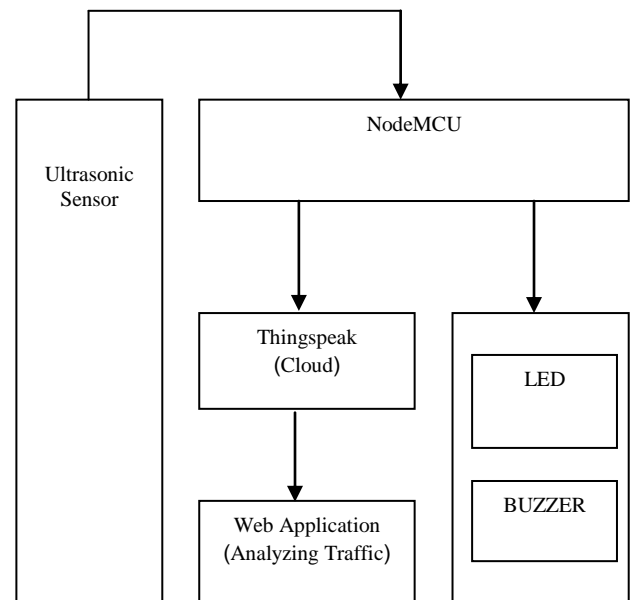 NodeMCU
Ultrasonic
Sensor
Thingspeak
(Cloud)
LED
BUZZER
Web Application
(Analyzing Traffic)